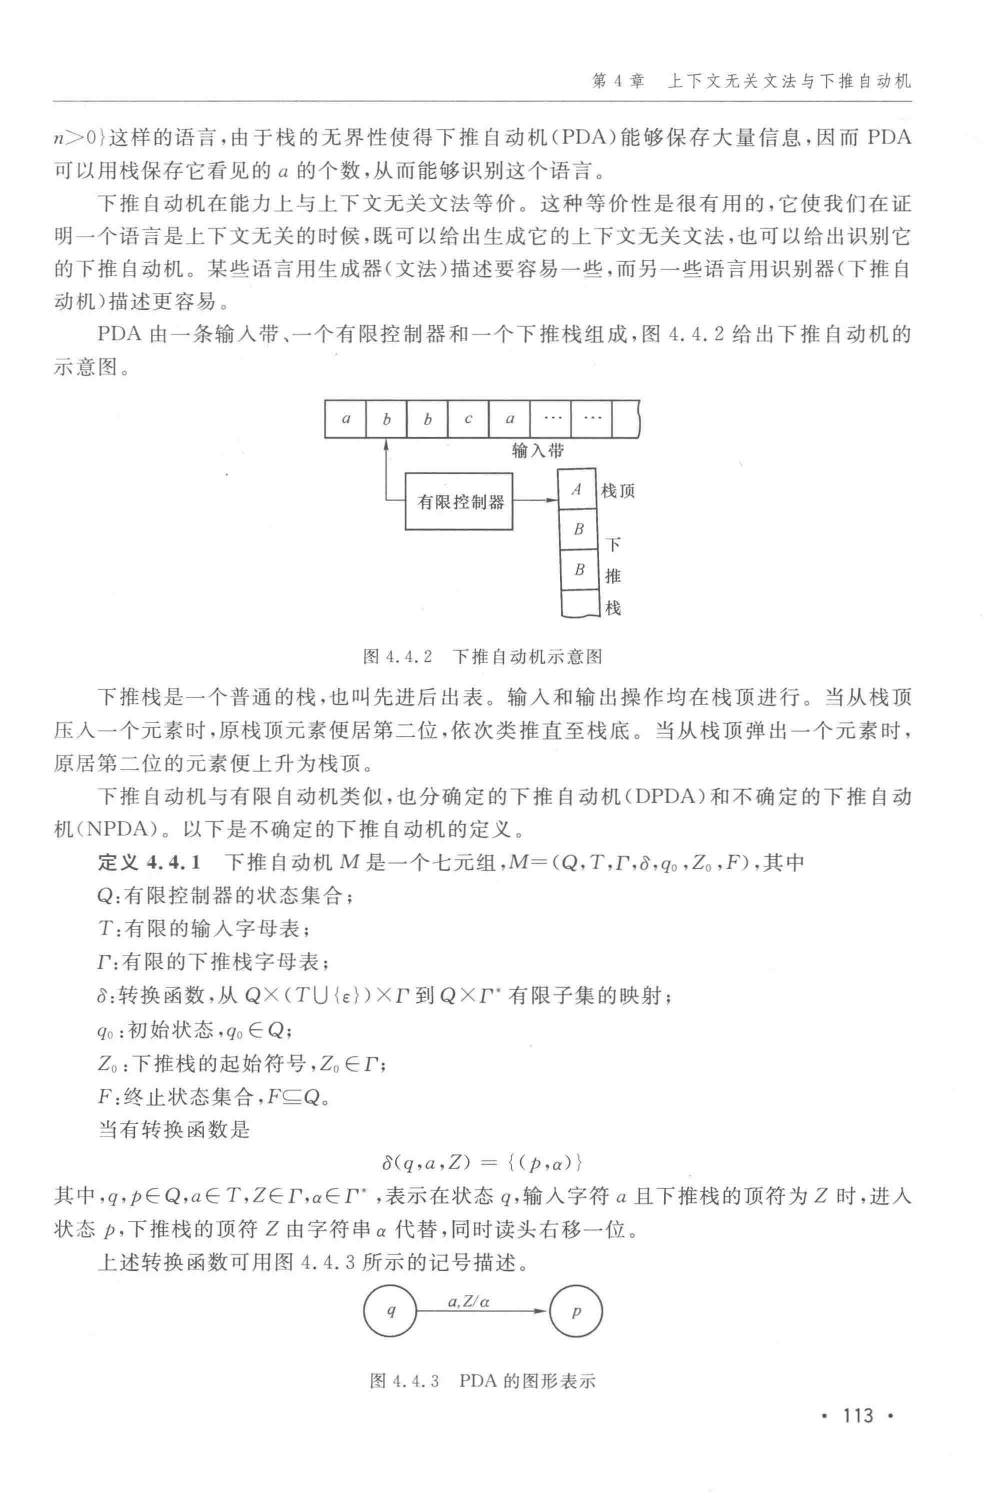 第 4 章 上下文无关文法与下推自动机
n>0}这样的语言,由于栈的无界性使得下推自动机(PDA)能够保存大量信息,因而 PDA
可以用栈保存它看见的 a 的个数,从而能够识别这个语言。
下推自动机在能力上与上下文无关文法等价。这种等价性是很有用的,它使我们在证
明一个语言是上下文无关的时候,既可以给出生成它的上下文无关文法,也可以给出识别它
的下推自动机。某些语言用生成器(文法)描述要容易一些,而另一些语言用识别器(下推自
动机)描述更容易。
PDA 由一条输入带、一个有限控制器和一个下推栈组成,图 4.4.2 给出下推自动机的
示意图。
a b b c a … …
输入带
有限控制器
A 栈顶
B
下
B 推
栈
图 4.4.2 下推自动机示意图
下推栈是一个普通的栈,也叫先进后出表。输入和输出操作均在栈顶进行。当从栈顶
压入一个元素时,原栈顶元素便居第二位,依次类推直至栈底。当从栈顶弹出一个元素时,
原居第二位的元素便上升为栈顶。
下推自动机与有限自动机类似,也分确定的下推自动机(DPDA)和不确定的下推自动
机(NPDA)。以下是不确定的下推自动机的定义。
定义 4.4.1 下推自动机 M 是一个七元组,M=(Q,T,Γ,δ,q₀,Z₀,F),其中
Q:有限控制器的状态集合;
T:有限的输入字母表;
Γ:有限的下推栈字母表;
δ:转换函数,从 Q×(T∪{ε})×Γ 到 Q×Γ* 有限子集的映射;
q₀:初始状态,q₀∈Q;
Z₀:下推栈的起始符号,Z₀∈Γ;
F:终止状态集合,F⊆Q。
当有转换函数是
δ(q,a,Z) = {(p,α)}
其中,q,p∈Q,a∈T,Z∈Γ,α∈Γ*,表示在状态 q,输入字符 a 且下推栈的顶符为 Z 时,进入
状态 p,下推栈的顶符 Z 由字符串 α 代替,同时读头右移一位。
上述转换函数可用图 4.4.3 所示的记号描述。
q a,Z/α p
图 4.4.3 PDA 的图形表示
· 113 ·